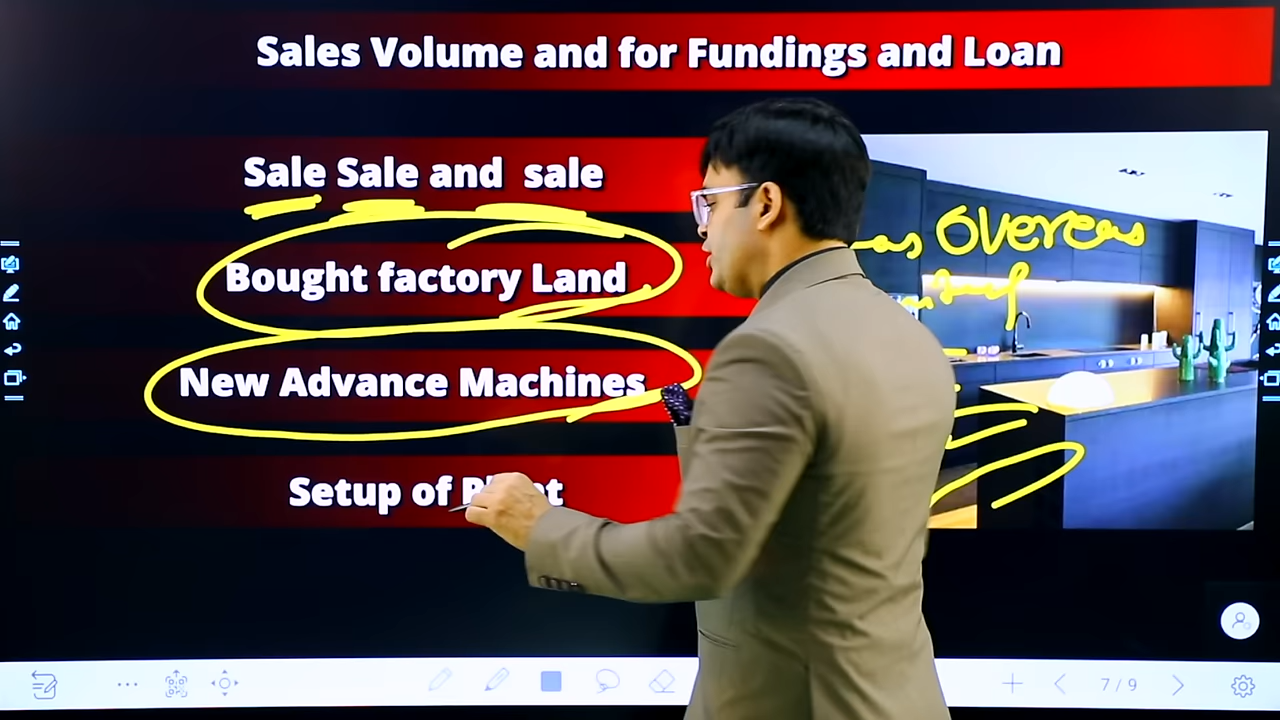 Sales Volume and for Fundings and Loan
Sale Sale and sale
Bought factory Land
New Advance Machines
Setup of
Overeas
7/9